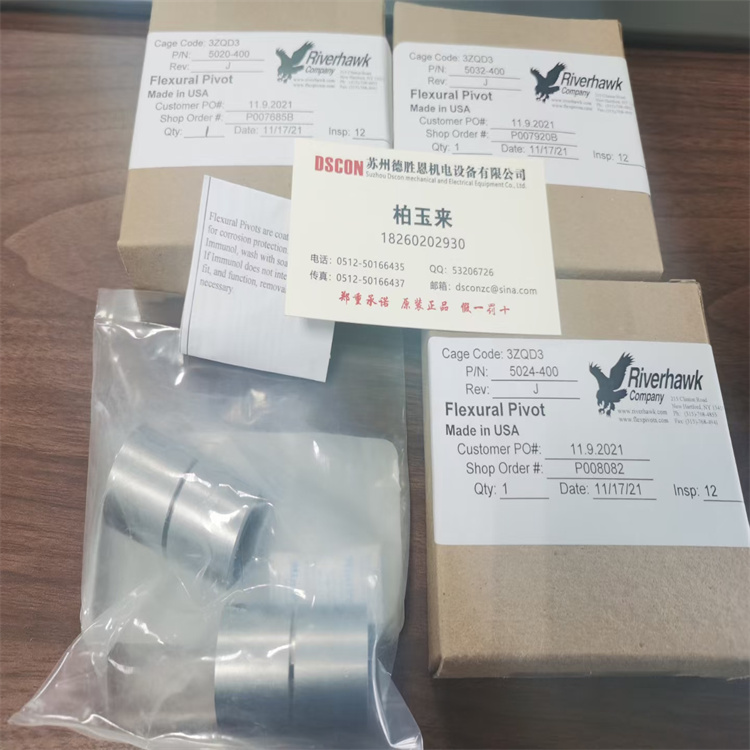 Cage Code: 3ZQD3
P/N: 5020-400
Rev: J
Flexural Pivot
Made in USA
Customer PO#: 11.9.2021
Shop Order #: P007685B
Qty: 1 Date: 11/17/21 Insp: 12
Riverhawk
Company
Cage Code: 3ZQD3
P/N: 5032-400
Rev: J
Flexural Pivot
Made in USA
Customer PO#: 11.9.2021
Shop Order #: P007920B
Qty: 1 Date: 11/17/21 Insp: 12
Riverhawk
Company
DSCON 苏州德胜恩机电设备有限公司
Suzhou Dscon mechanical and Electrical Equipment Co., Ltd.
柏玉来
18260202930
电话：0512-50166435 QQ: 53206726
传真：0512-50166437 邮箱：dsconzc@sina.com
郑重承诺 原装正品 假一罚十
Flexural Pivots are coat
for corrosion protection
Immunol, wash with soa
If Immunol does not inte
fit, and function, remova
necessary.
Cage Code: 3ZQD3
P/N: 5024-400
Rev: J
Flexural Pivot
Made in USA
Customer PO#: 11.9.2021
Shop Order #: P008082
Qty: 1 Date: 11/17/21 Insp: 12
Riverhawk
Company
www.riverhawk.com
www.flexpivots.com